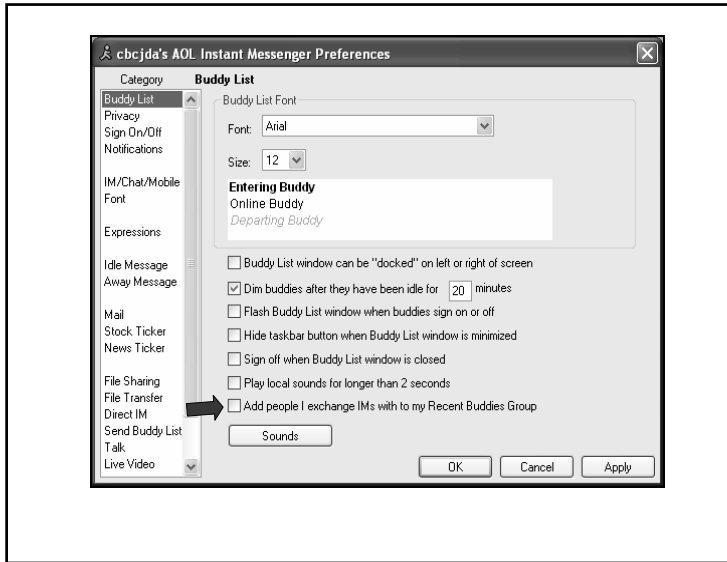 cbcjda's AOL Instant Messenger Preferences
Category
Buddy List
Privacy
Sign On/Off
Notifications
IM/Chat/Mobile
Font
Expressions
Idle Message
Away Message
Mail
Stock Ticker
News Ticker
File Sharing
File Transfer
Direct IM
Send Buddy List
Talk
Live Video
Buddy List
Buddy List Font
Font: Arial
Size: 12
Entering Buddy
Online Buddy
Departing Buddy
Buddy List window can be "docked" on left or right of screen
Dim buddies after they have been idle for 20 minutes
Flash Buddy List window when buddies sign on or off
Hide taskbar button when Buddy List window is minimized
Sign off when Buddy List window is closed
Play local sounds for longer than 2 seconds
Add people I exchange IMs with to my Recent Buddies Group
Sounds
OK Cancel Apply